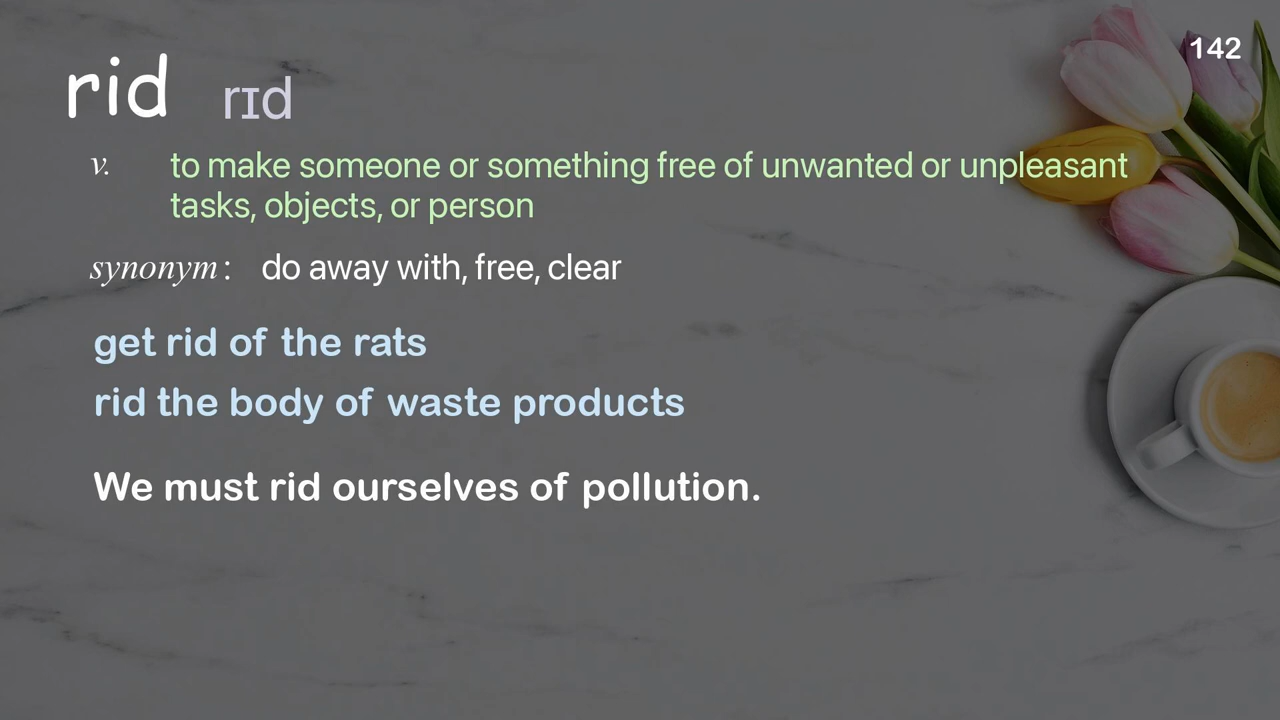 142
rid rɪd
v. to make someone or something free of unwanted or unpleasant
tasks, objects, or person
synonym: do away with, free, clear
get rid of the rats
rid the body of waste products
We must rid ourselves of pollution.